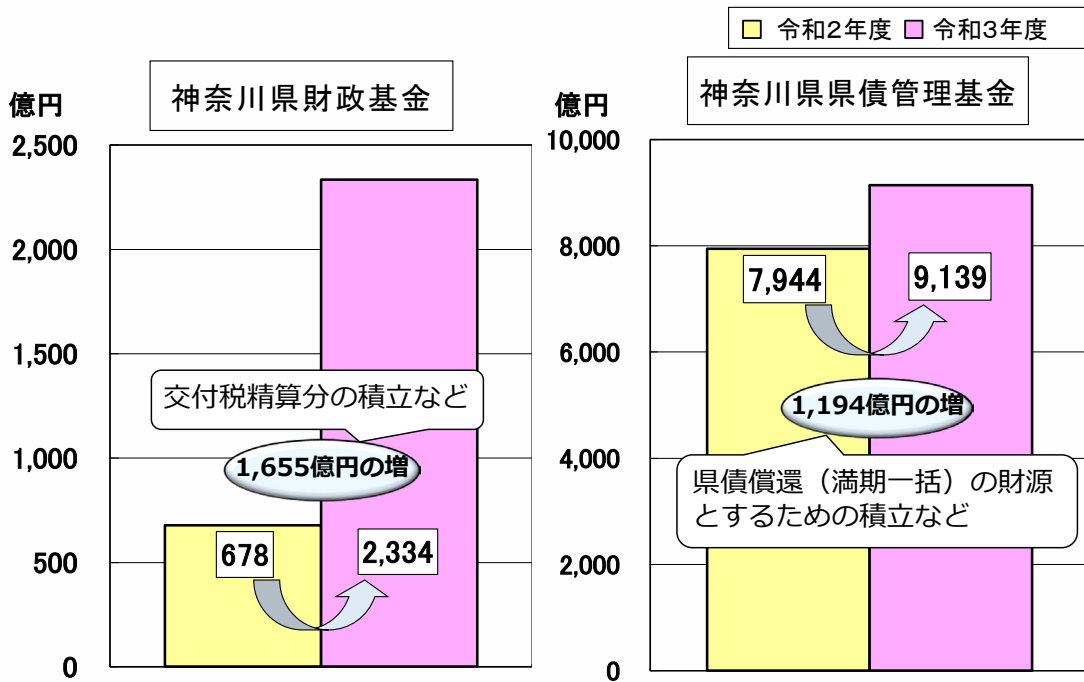 令和2年度 令和3年度
神奈川県財政基金
億円
2,500
2,000
1,500
1,000
500
0
交付税精算分の積立など
1,655億円の増
678
2,334
神奈川県県債管理基金
億円
10,000
8,000
6,000
4,000
2,000
0
7,944
9,139
1,194億円の増
県債償還（満期一括）の財源
とするための積立など